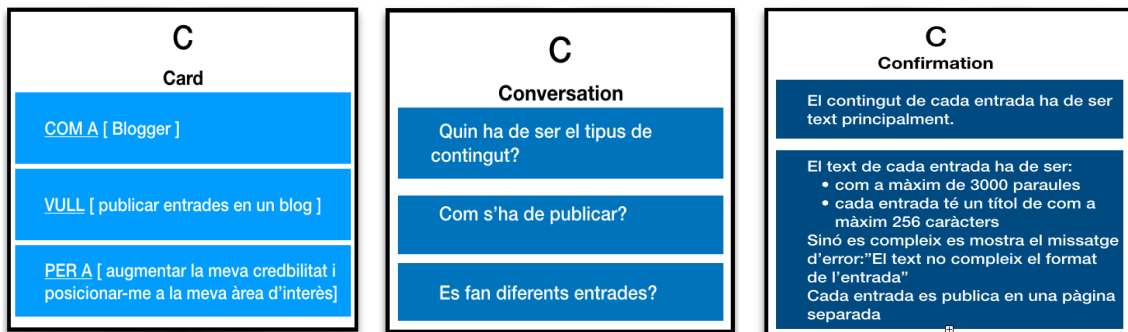 C
Card
COM A [ Blogger ]
VULL [ publicar entrades en un blog ]
PER A [ augmentar la meva credbilitat i
posicionar-me a la meva àrea d'interès]
C
Conversation
Quin ha de ser el tipus de
contingut?
Com s'ha de publicar?
Es fan diferents entrades?
C
Confirmation
El contingut de cada entrada ha de ser
text principalment.
El text de cada entrada ha de ser:
• com a màxim de 3000 paraules
• cada entrada té un títol de com a
màxim 256 caràcters
Sinó es compleix es mostra el missatge
d'error:"El text no compleix el format
de l'entrada"
Cada entrada es publica en una pàgina
separada